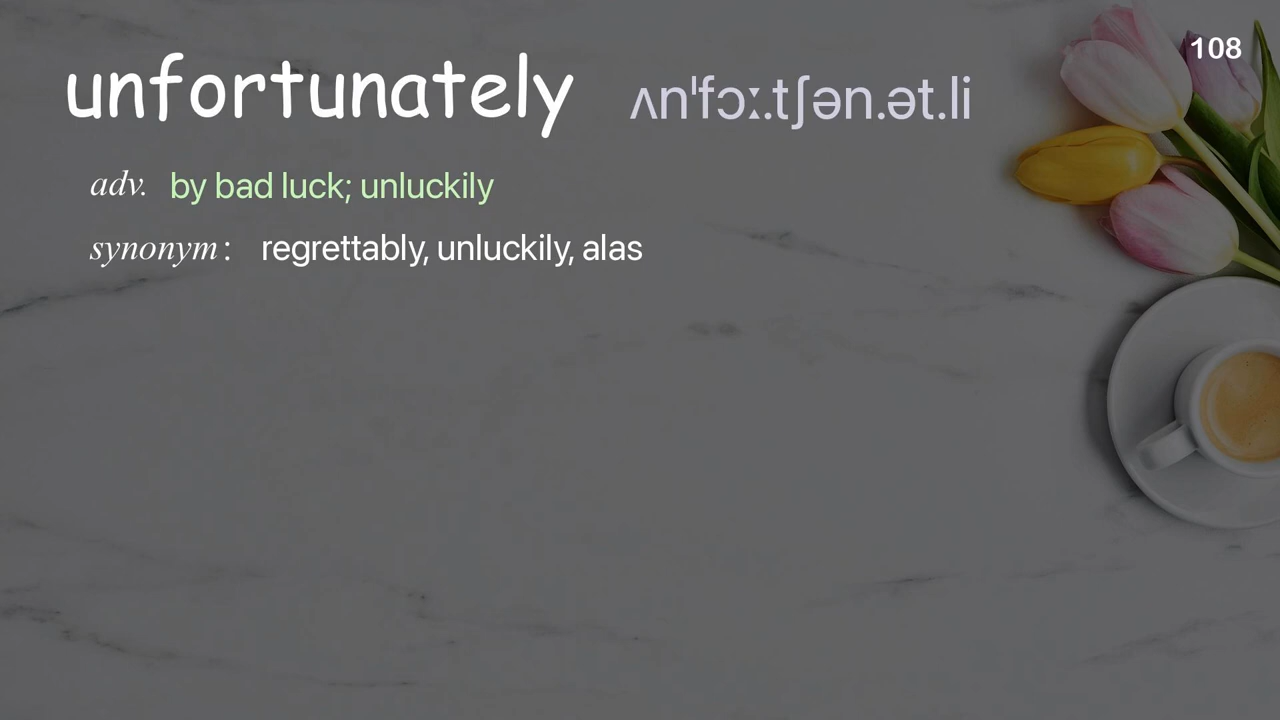 108
unfortunately ʌnˈfɔː.tʃən.ət.li
adv. by bad luck; unluckily
synonym: regrettably, unluckily, alas